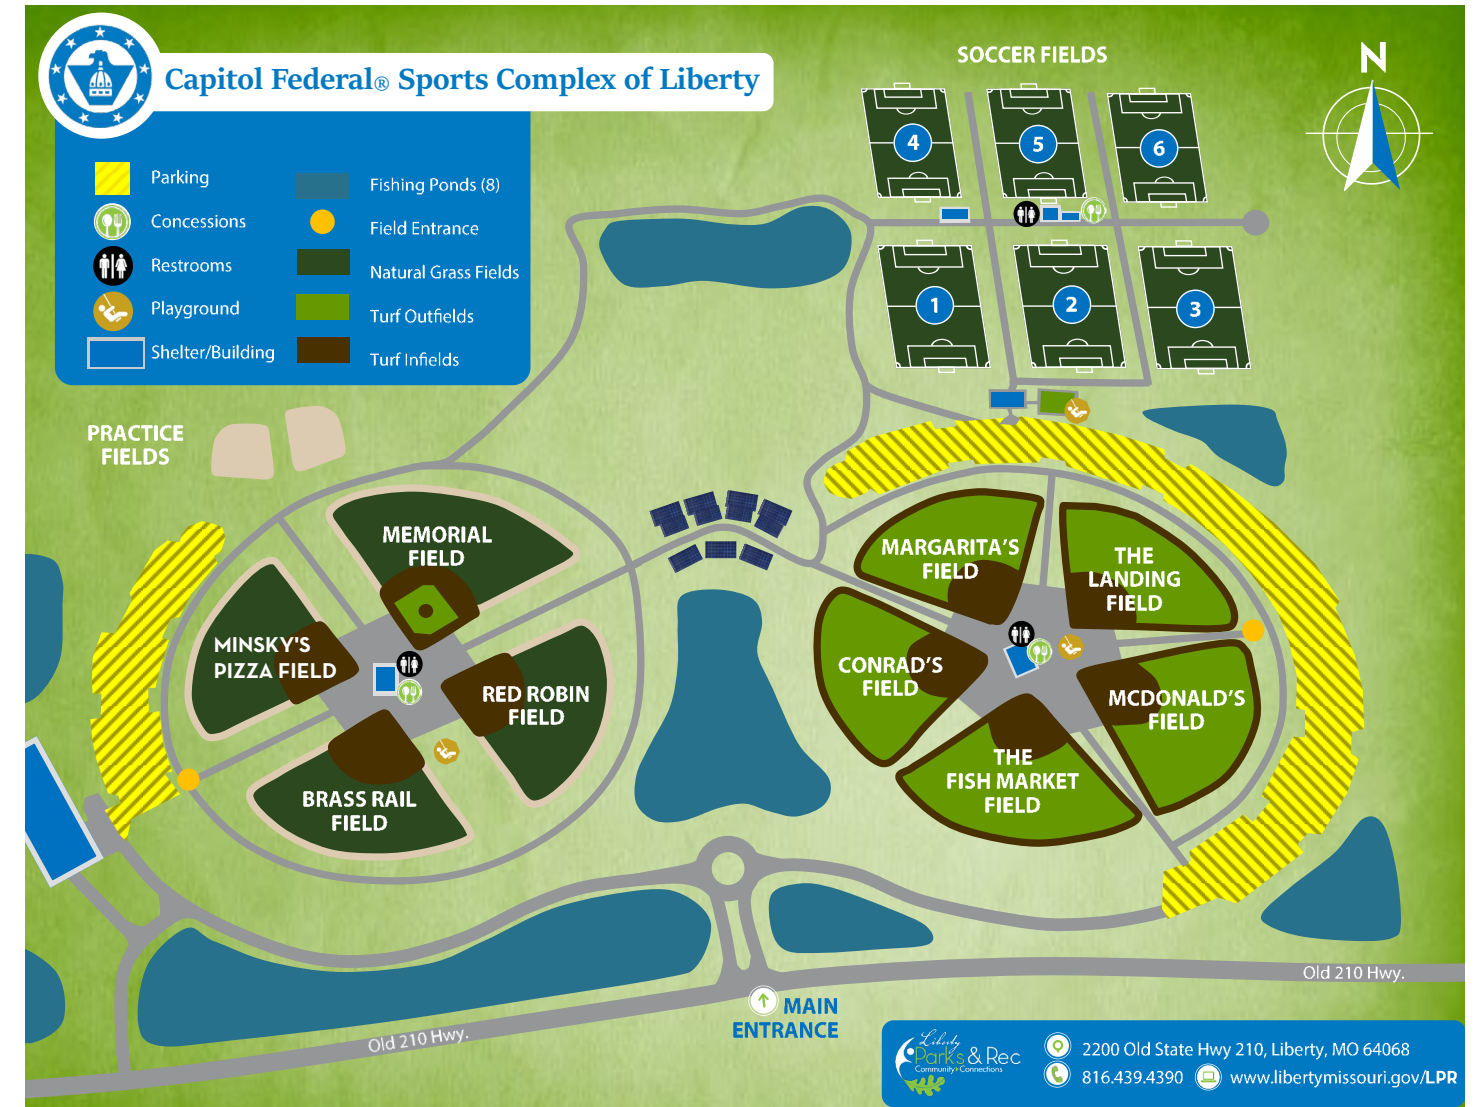 Capitol Federal® Sports Complex of Liberty
Parking
Concessions
Restrooms
Playground
Shelter/Building
Fishing Ponds (8)
Field Entrance
Natural Grass Fields
Turf Outfields
Turf Infields
SOCCER FIELDS
N
4
5
6
1
2
3
PRACTICE
FIELDS
MEMORIAL
FIELD
MINSKY'S
PIZZA FIELD
RED ROBIN
FIELD
BRASS RAIL
FIELD
MARGARITA'S
FIELD
THE
LANDING
FIELD
CONRAD'S
FIELD
MCDONALD'S
FIELD
THE
FISH MARKET
FIELD
Old 210 Hwy.
Old 210 Hwy.
MAIN
ENTRANCE
Liberty
Parks & Rec
Community • Connections
2200 Old State Hwy 210, Liberty, MO 64068
816.439.4390
www.libertymissouri.gov/LPR